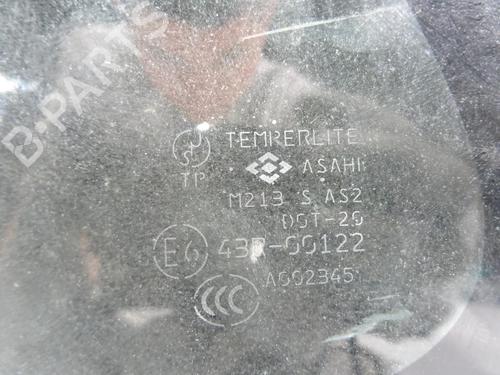 B-PARTS
TEMPERLITE
TP ASAHI
M213 S AS2
DOT-20
E6 43R-00122
CCC A002345